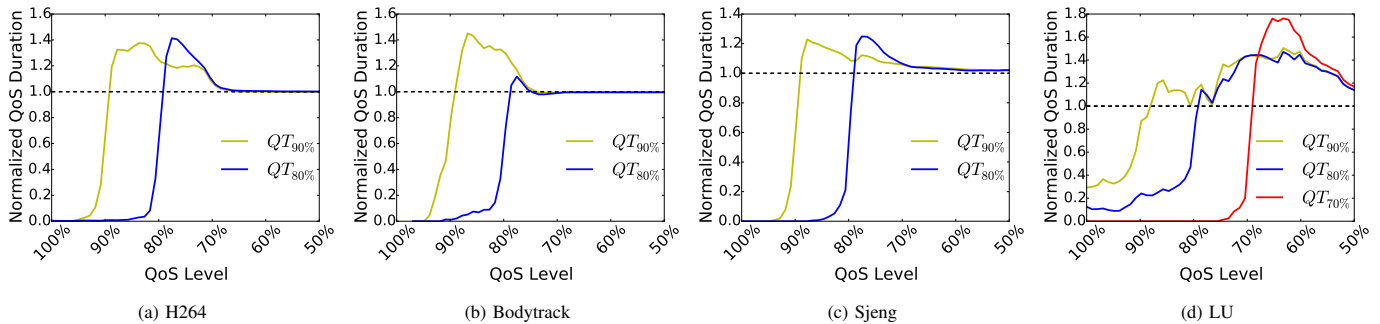 Normalized QoS Duration
1.6
1.4
1.2
1.0
0.8
0.6
0.4
0.2
0.0
QT90%
QT80%
100%
90%
80%
70%
60%
50%
QoS Level
(a) H264
Normalized QoS Duration
1.6
1.4
1.2
1.0
0.8
0.6
0.4
0.2
0.0
QT90%
QT80%
100%
90%
80%
70%
60%
50%
QoS Level
(b) Bodytrack
Normalized QoS Duration
1.4
1.2
1.0
0.8
0.6
0.4
0.2
0.0
QT90%
QT80%
100%
90%
80%
70%
60%
50%
QoS Level
(c) Sjeng
Normalized QoS Duration
1.8
1.6
1.4
1.2
1.0
0.8
0.6
0.4
0.2
0.0
QT90%
QT80%
QT70%
100%
90%
80%
70%
60%
50%
QoS Level
(d) LU